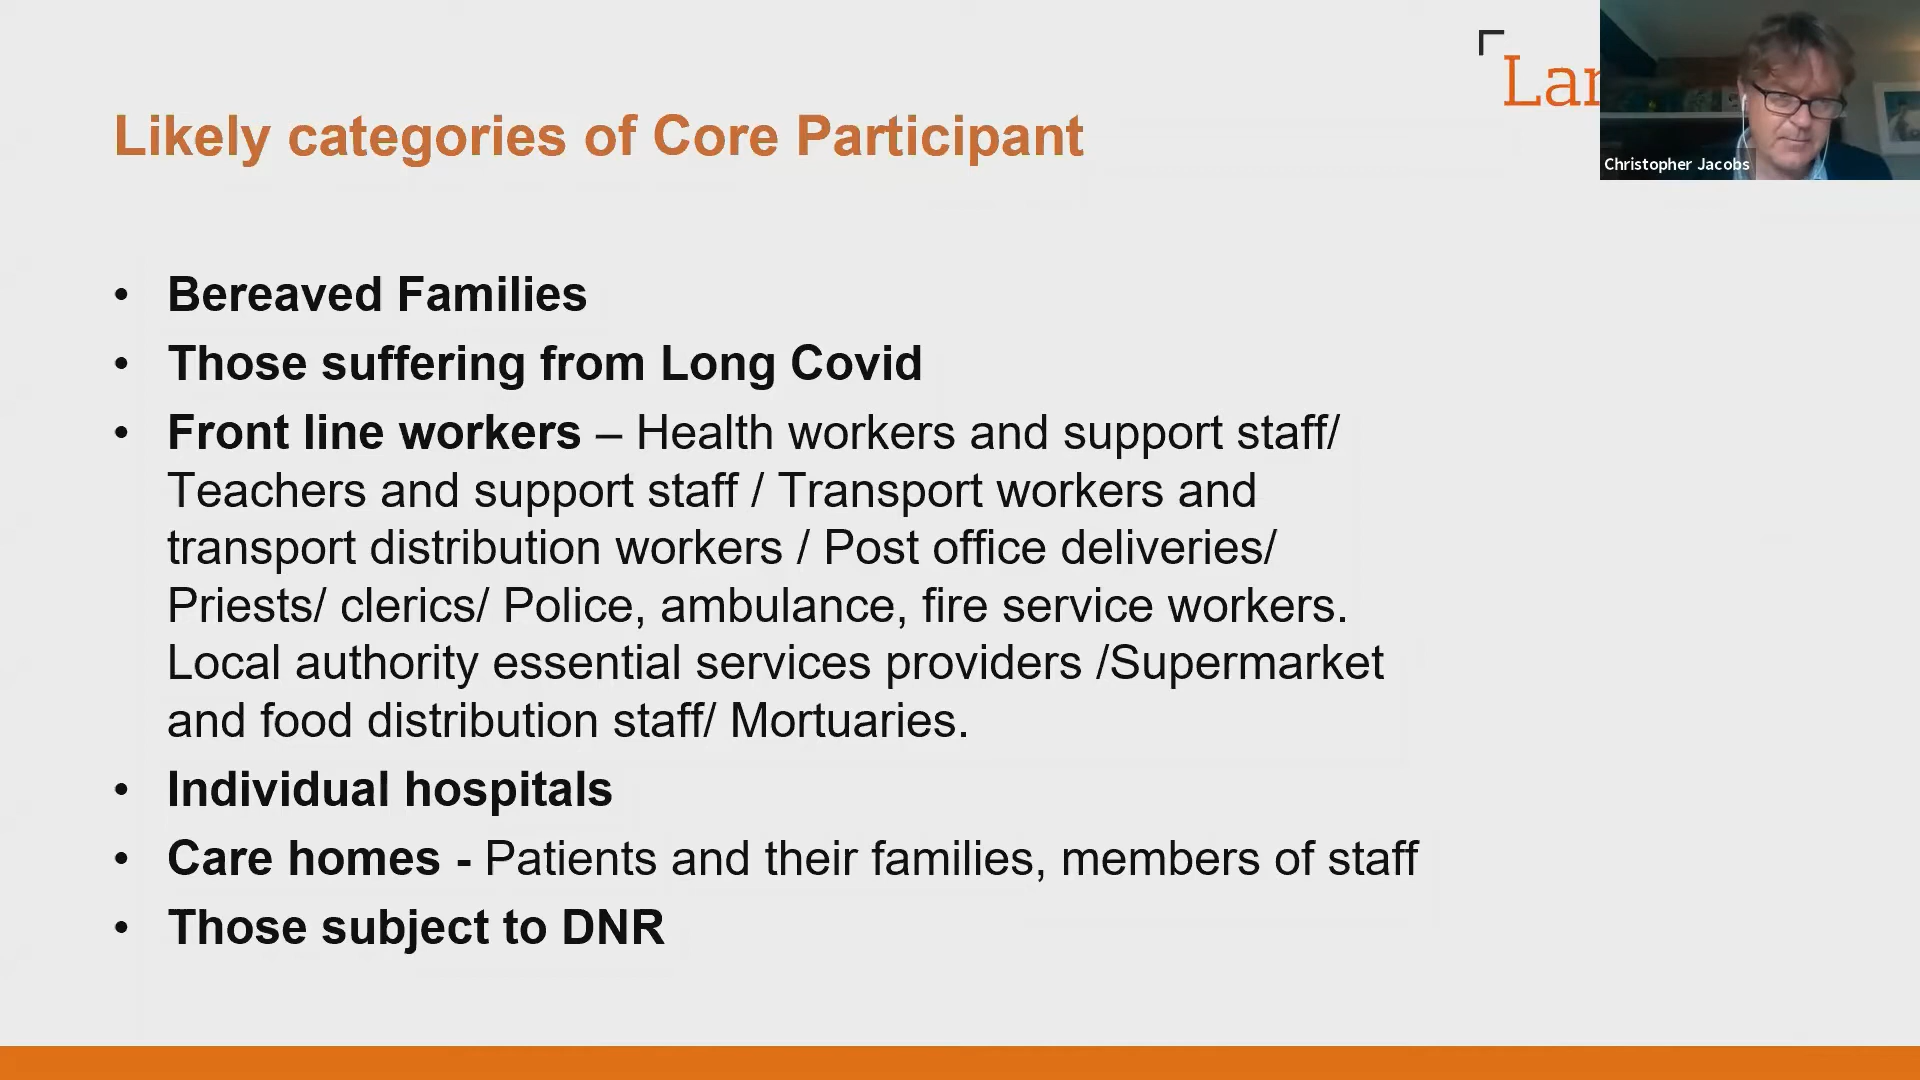 Likely categories of Core Participant
Lar
Christopher Jacobs
• Bereaved Families
• Those suffering from Long Covid
• Front line workers – Health workers and support staff/
Teachers and support staff / Transport workers and
transport distribution workers / Post office deliveries/
Priests/ clerics/ Police, ambulance, fire service workers.
Local authority essential services providers /Supermarket
and food distribution staff/ Mortuaries.
• Individual hospitals
• Care homes - Patients and their families, members of staff
• Those subject to DNR